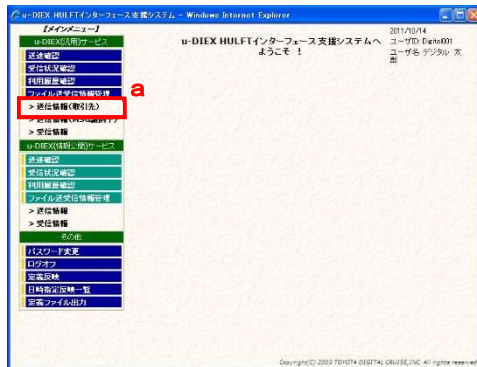 u-DIEX HULFTインターフェース支援システム - Windows Internet Explorer
[メインメニュー]
u-DIEX(汎用)サービス
送達確認
受信状況確認
利用履歴確認
ファイル送受信情報管理
> 送信情報(取引先)
a
> 受信情報
u-DIEX(情報公開)サービス
送達確認
受信状況確認
利用履歴確認
ファイル送受信情報管理
> 送信情報
> 受信情報
その他
パスワード変更
ログオフ
定義反映
日時指定反映一覧
定義ファイル出力
u-DIEX HULFTインターフェース支援システムへ
ようこそ !
2011/10/14
ユーザID Digital001
ユーザ名 デジタル 太
郎
Copyright(C) 2003 TOYOTA DIGITAL CRUISE,INC. All rights reserved